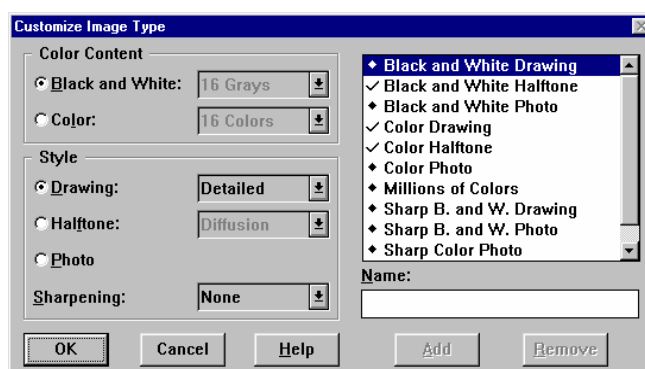 Customize Image Type
Color Content
Black and White: 16 Grays
Color: 16 Colors
Style
Drawing: Detailed
Halftone: Diffusion
Photo
Sharpening: None
Black and White Drawing
Black and White Halftone
Black and White Photo
Color Drawing
Color Halftone
Color Photo
Millions of Colors
Sharp B. and W. Drawing
Sharp B. and W. Photo
Sharp Color Photo
Name:
OK Cancel Help Add Remove